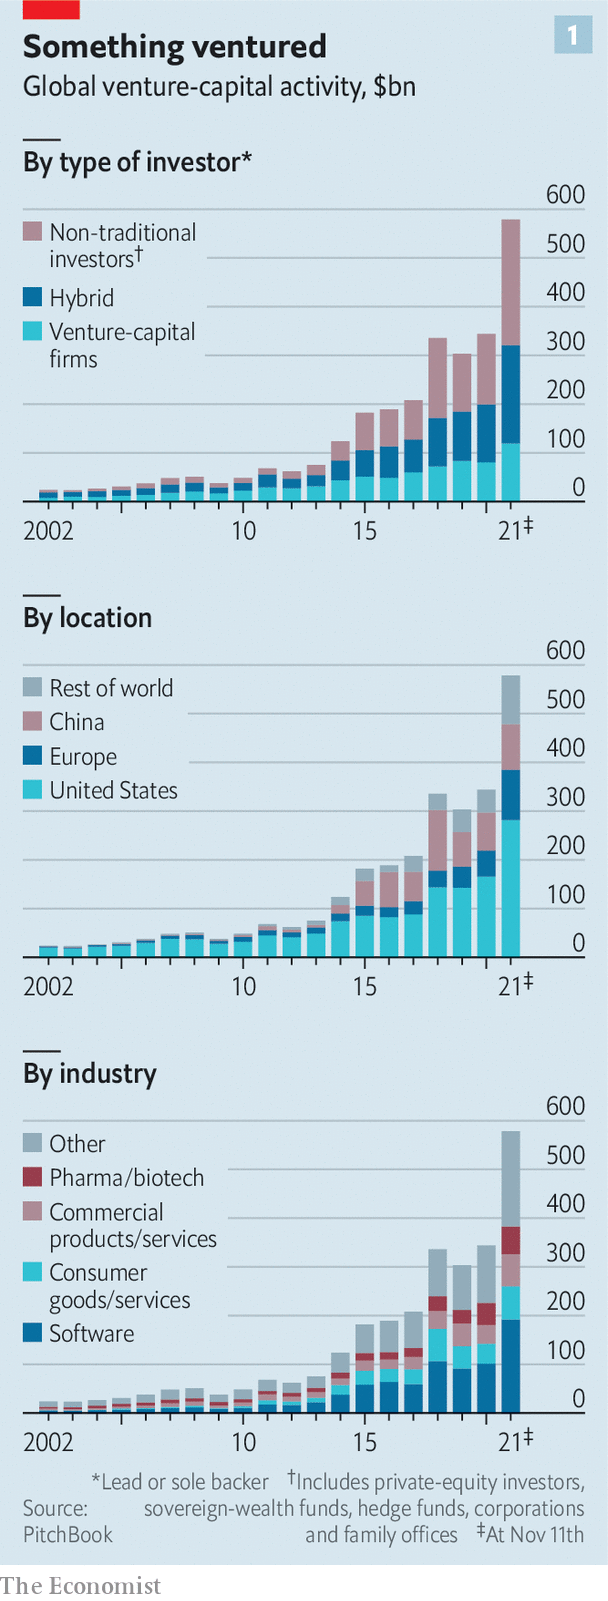 Something ventured
1
Global venture-capital activity, $bn
By type of investor*
600
Non-traditional
investors†
500
Hybrid
400
Venture-capital
firms
300
200
100
0
2002
10
15
21‡
By location
600
Rest of world
500
China
400
Europe
United States
300
200
100
0
2002
10
15
21‡
By industry
600
Other
500
Pharma/biotech
Commercial
products/services
400
Consumer
goods/services
300
Software
200
100
0
2002
10
15
21‡
*Lead or sole backer †Includes private-equity investors,
Source: sovereign-wealth funds, hedge funds, corporations
PitchBook and family offices ‡At Nov 11th
The Economist